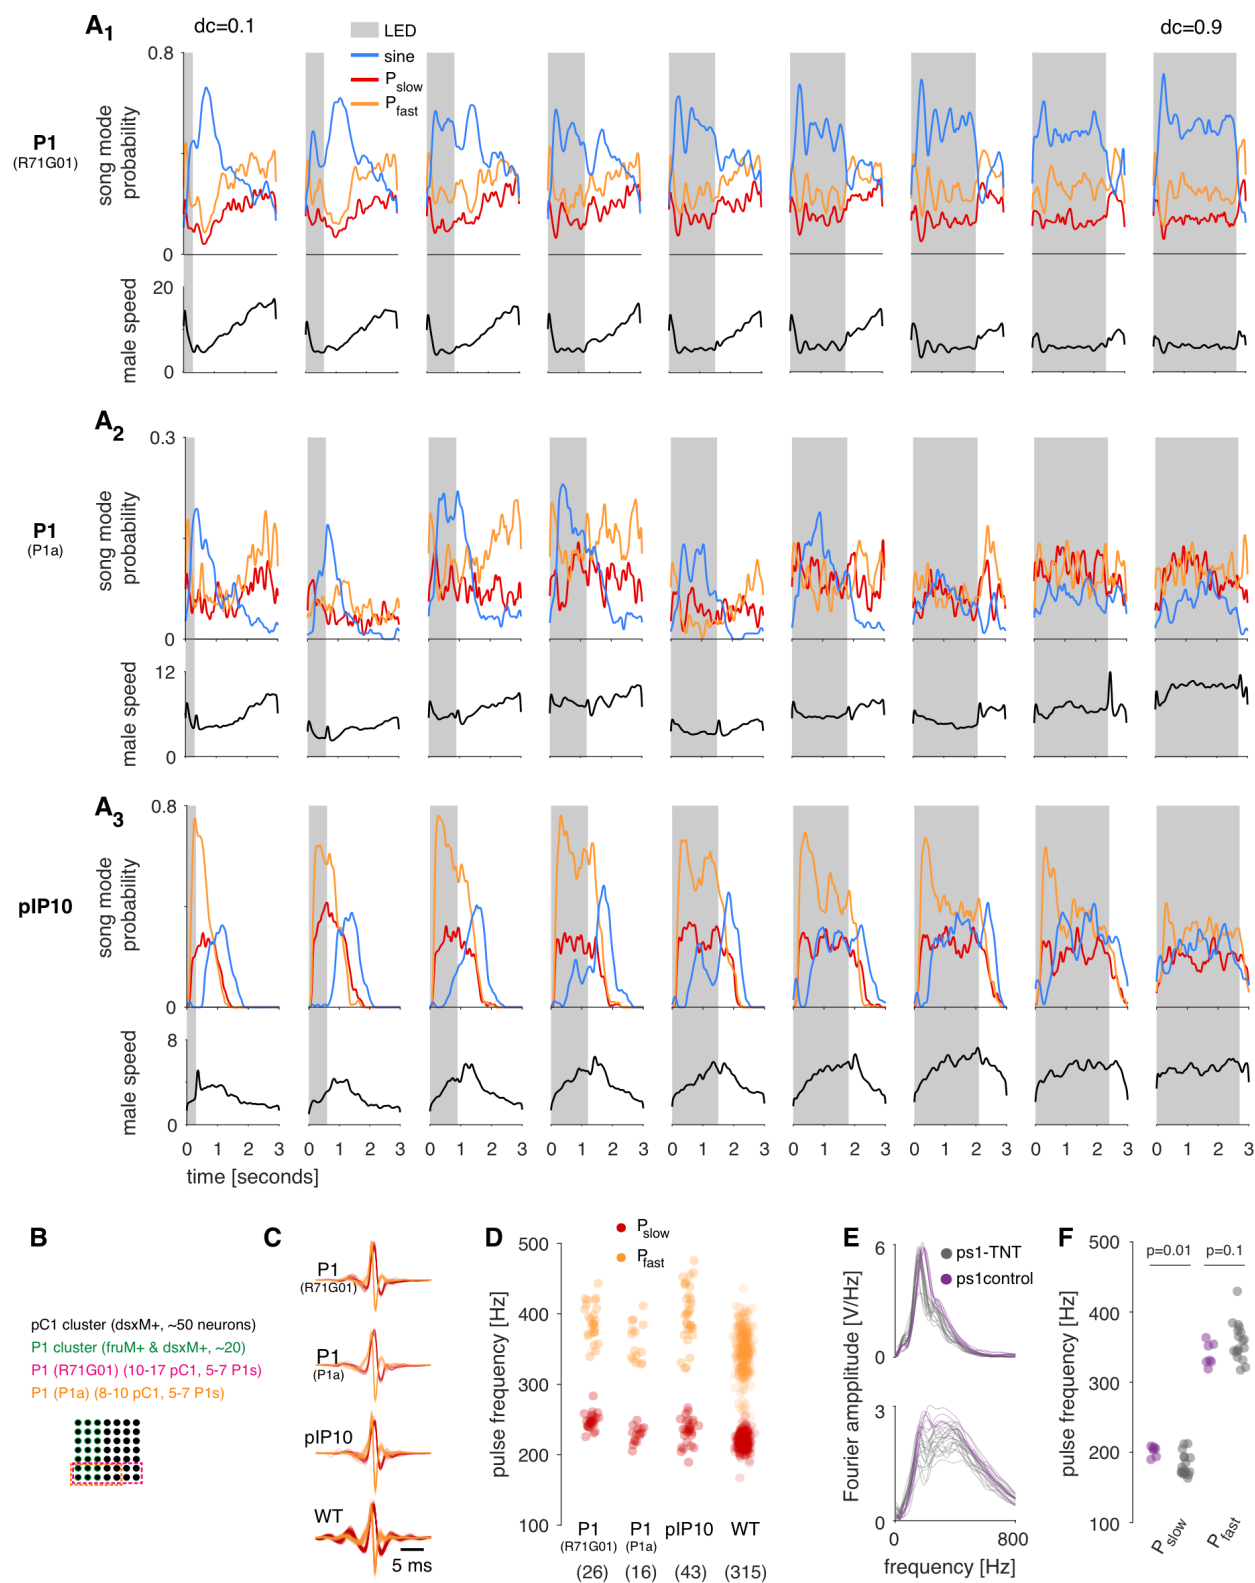 A1
dc=0.1
LED
sine
Pslow
Pfast
dc=0.9
P1
(R71G01)
song mode
probability
0.8
0
male speed
20
0
A2
P1
(P1a)
song mode
probability
0.3
0
male speed
12
0
A3
pIP10
song mode
probability
0.8
0
male speed
8
0
0 1 2 3 0 1 2 3 0 1 2 3 0 1 2 3 0 1 2 3 0 1 2 3 0 1 2 3 0 1 2 3 0 1 2 3
time [seconds]
B
pC1 cluster (dsxM+, ~50 neurons)
P1 cluster (fruM+ & dsxM+, ~20)
P1 (R71G01) (10-17 pC1, 5-7 P1s)
P1 (P1a) (8-10 pC1, 5-7 P1s)
C
P1
(R71G01)
P1
(P1a)
pIP10
WT
5 ms
D
Pslow
Pfast
pulse frequency [Hz]
500
400
300
200
100
P1 P1 pIP10 WT
(R71G01) (P1a)
(26) (16) (43) (315)
E
ps1-TNT
ps1control
Fourier ampplitude [V/Hz]
6
0
3
0
0 800
frequency [Hz]
F
p=0.01 p=0.1
pulse frequency [Hz]
500
400
300
200
100
Pslow Pfast